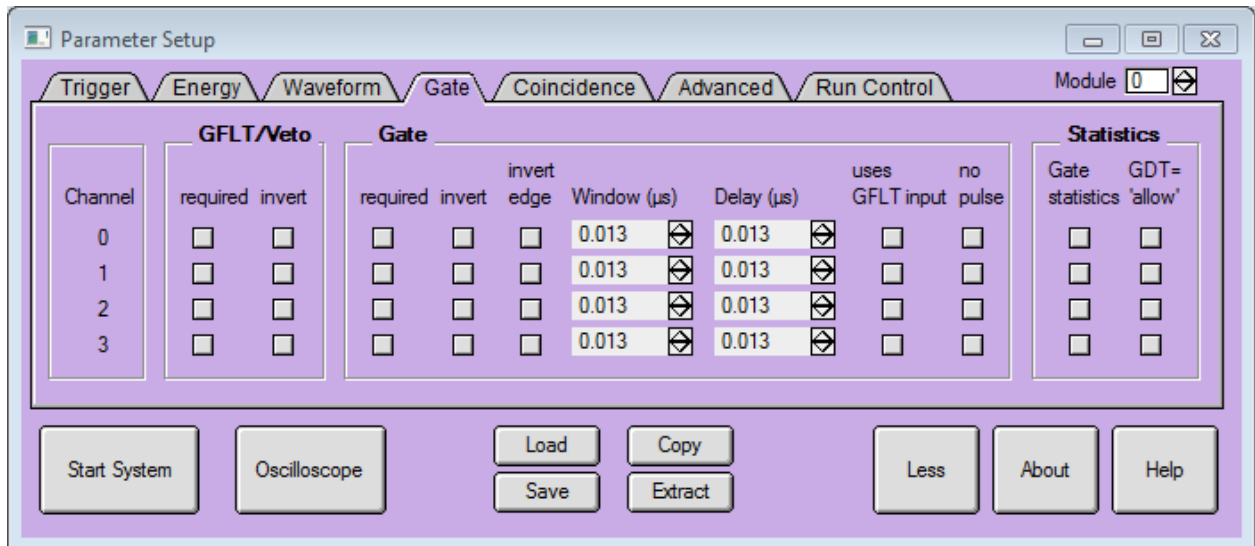 Parameter Setup
Trigger Energy Waveform Gate Coincidence Advanced Run Control Module 0
GFLT/Veto Gate Statistics
invert uses no Gate GDT=
Channel required invert required invert edge Window (µs) Delay (µs) GFLT input pulse statistics 'allow'
0 0.013 0.013
1 0.013 0.013
2 0.013 0.013
3 0.013 0.013
Start System Oscilloscope Load Copy Less About Help
Save Extract